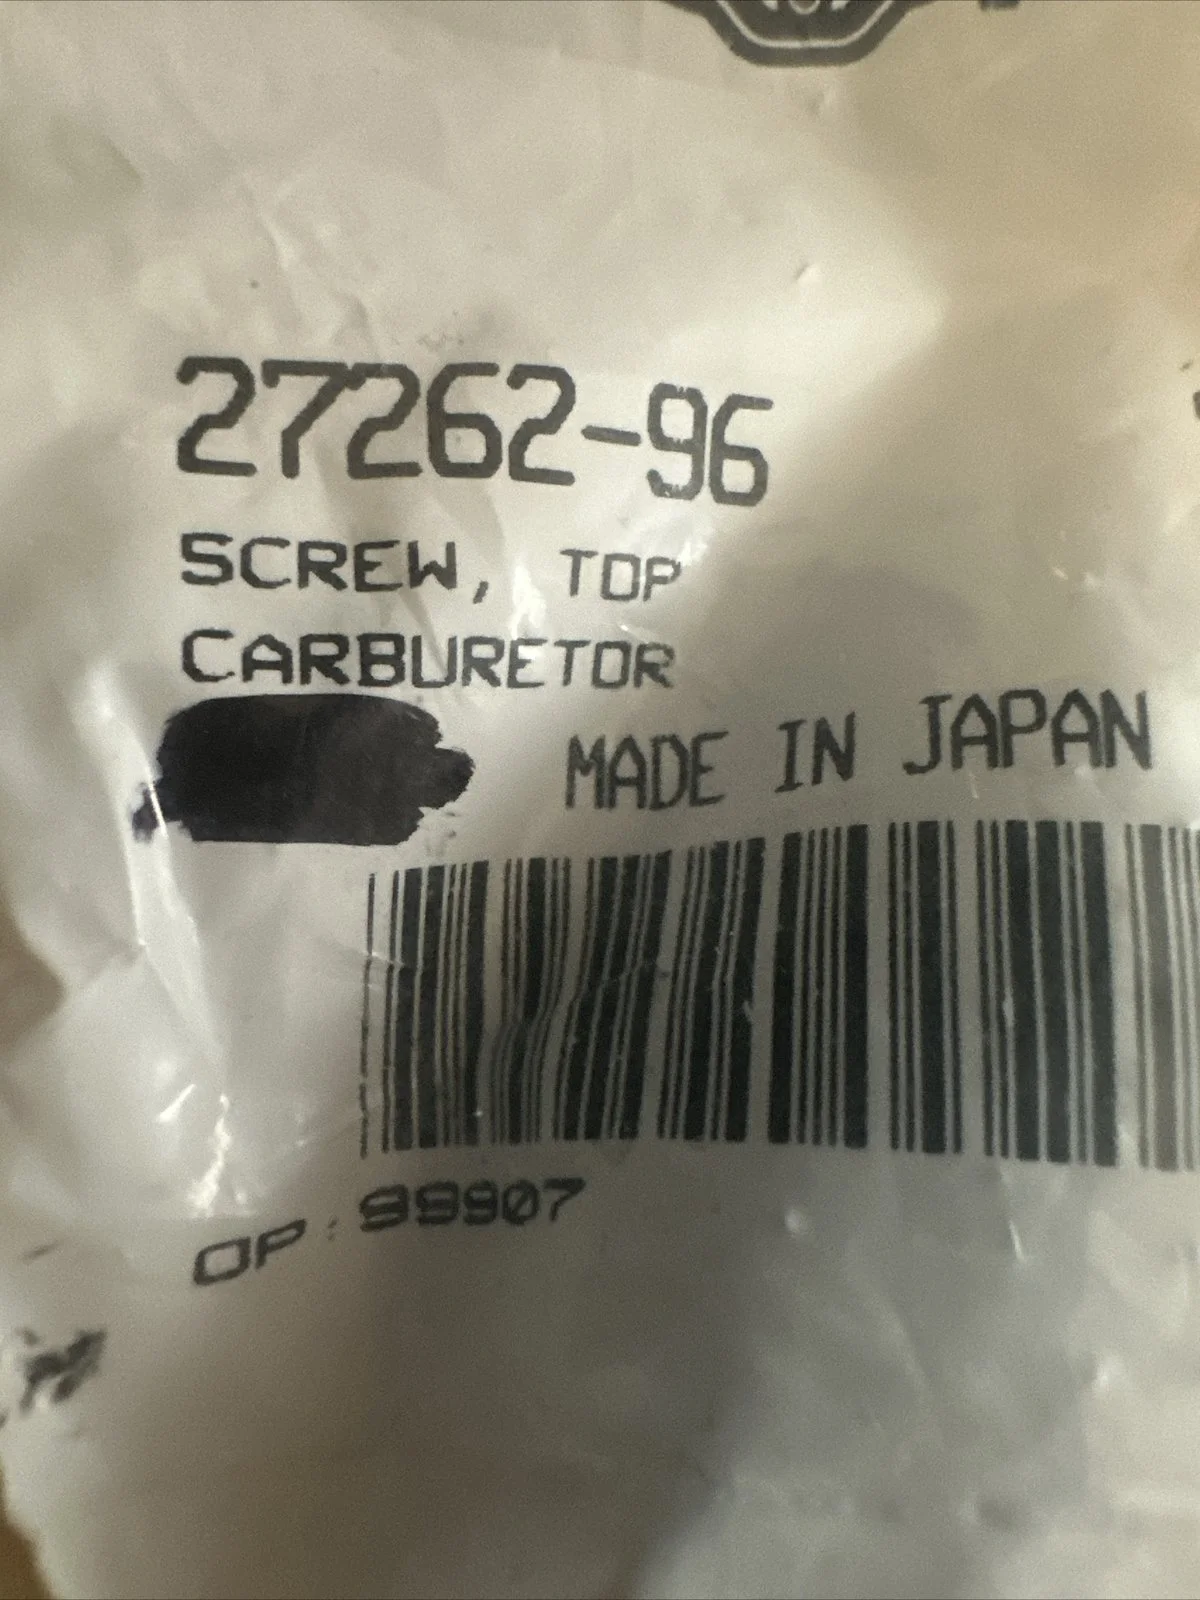 27262-96
SCREW, TOP
CARBURETOR
MADE IN JAPAN
OP: 99907